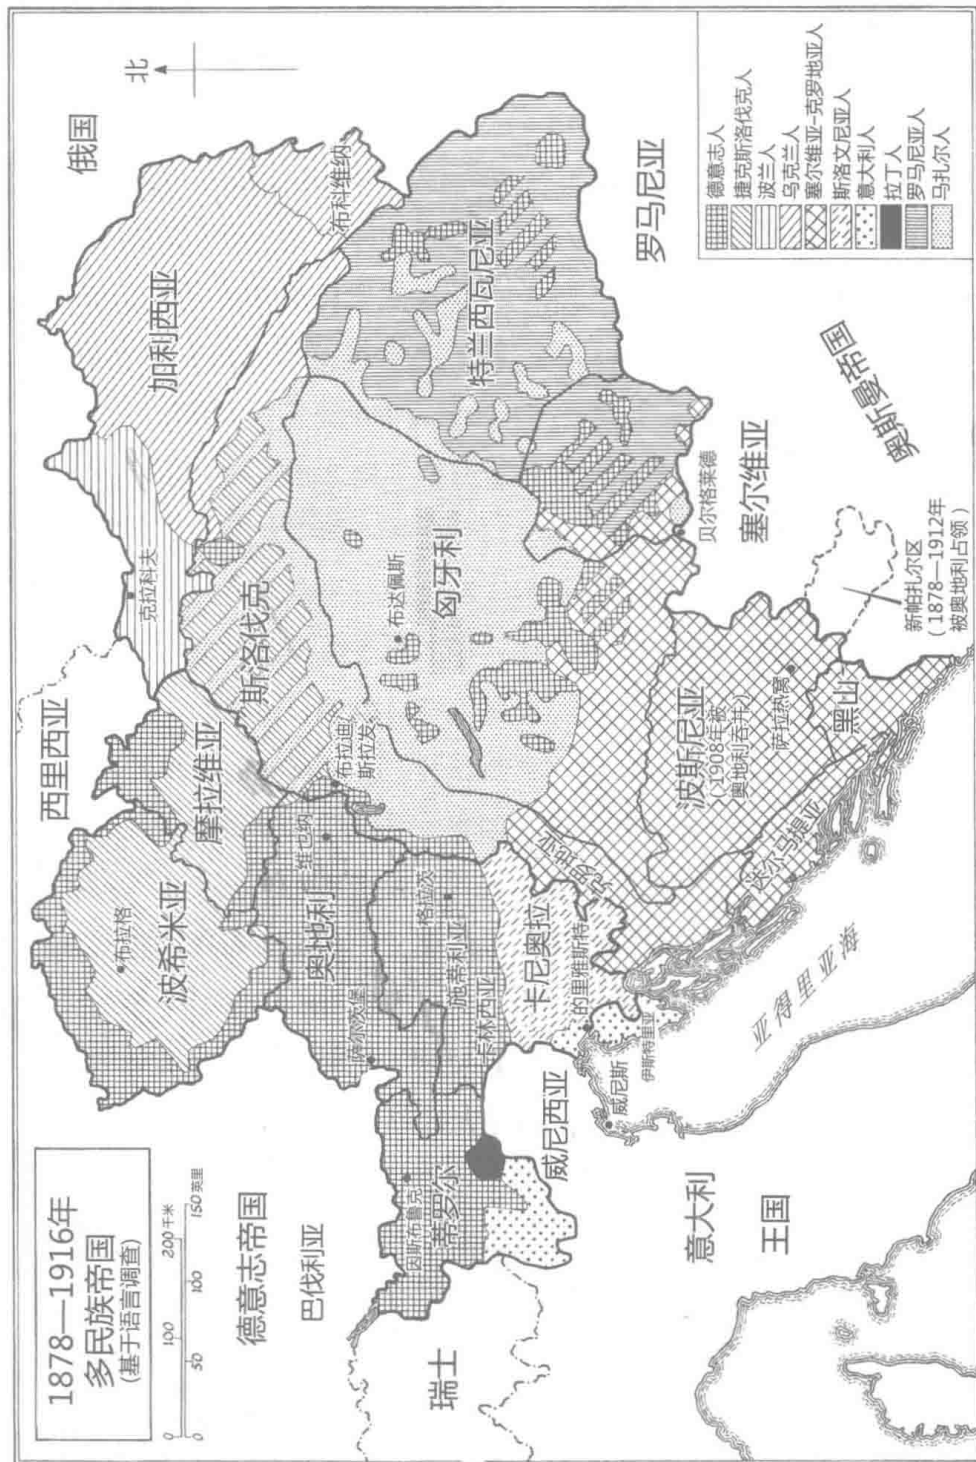 1878—1916年
多民族帝国
(基于语言调查)
0 50 100 150 英里
0 100 200 千米
北
俄国
西里西亚
德意志帝国
巴伐利亚
瑞士
波希米亚
布拉格
摩拉维亚
克拉科夫
加利西亚
布科维纳
斯洛伐克
布拉迪
斯拉发
奥地利
维也纳
萨尔茨堡
因斯布鲁克
蒂罗尔
施蒂利亚
格拉茨
卡林西亚
卡尼奥拉
的里雅斯特
伊斯特里亚
威尼西亚
威尼斯
意大利
王国
亚得里亚海
匈牙利
布达佩斯
特兰西瓦尼亚
罗马尼亚
克罗地亚
波斯尼亚
(1908年被
奥地利吞并)
萨拉热窝
达尔马提亚
黑山
贝尔格莱德
塞尔维亚
新帕扎尔区
(1878—1912年
被奥地利占领)
奥斯曼帝国
德意志人
捷克斯洛伐克人
波兰人
乌克兰人
塞尔维亚-克罗地亚人
斯洛文尼亚人
意大利人
拉丁人
罗马尼亚人
马扎尔人